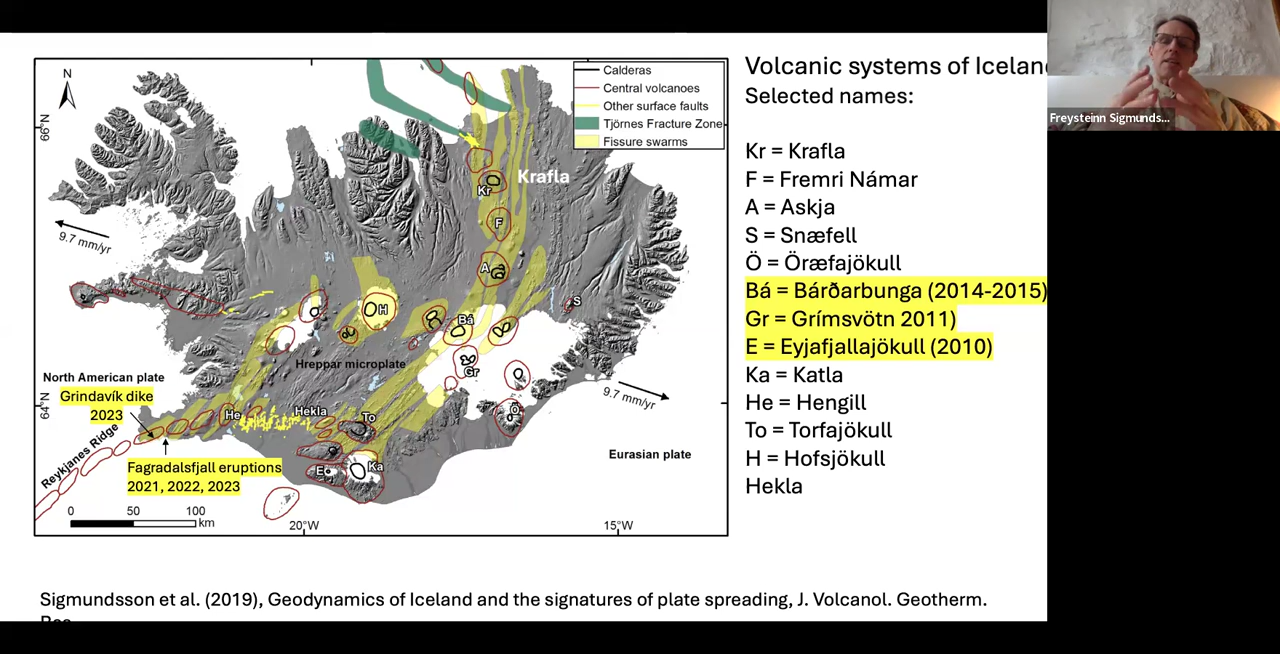 N
66°N
64°N
9.7 mm/yr
Calderas
Central volcanoes
Other surface faults
Tjörnes Fracture Zone
Fissure swarms
Kr
Krafla
F
A
S
H
Bá
Gr
Ö
Hreppar microplate
North American plate
Grindavík dike
2023
He
Hekla
To
9.7 mm/yr
Reykjanes Ridge
Fagradalsfjall eruptions
2021, 2022, 2023
E
Ka
Eurasian plate
0 50 100
km
20°W
15°W
Volcanic systems of Icelan
Selected names:
Kr = Krafla
F = Fremri Námar
A = Askja
S = Snæfell
Ö = Öræfajökull
Bá = Bárðarbunga (2014-2015)
Gr = Grímsvötn 2011)
E = Eyjafjallajökull (2010)
Ka = Katla
He = Hengill
To = Torfajökull
H = Hofsjökull
Hekla
Freysteinn Sigmunds...
Sigmundsson et al. (2019), Geodynamics of Iceland and the signatures of plate spreading, J. Volcanol. Geotherm.